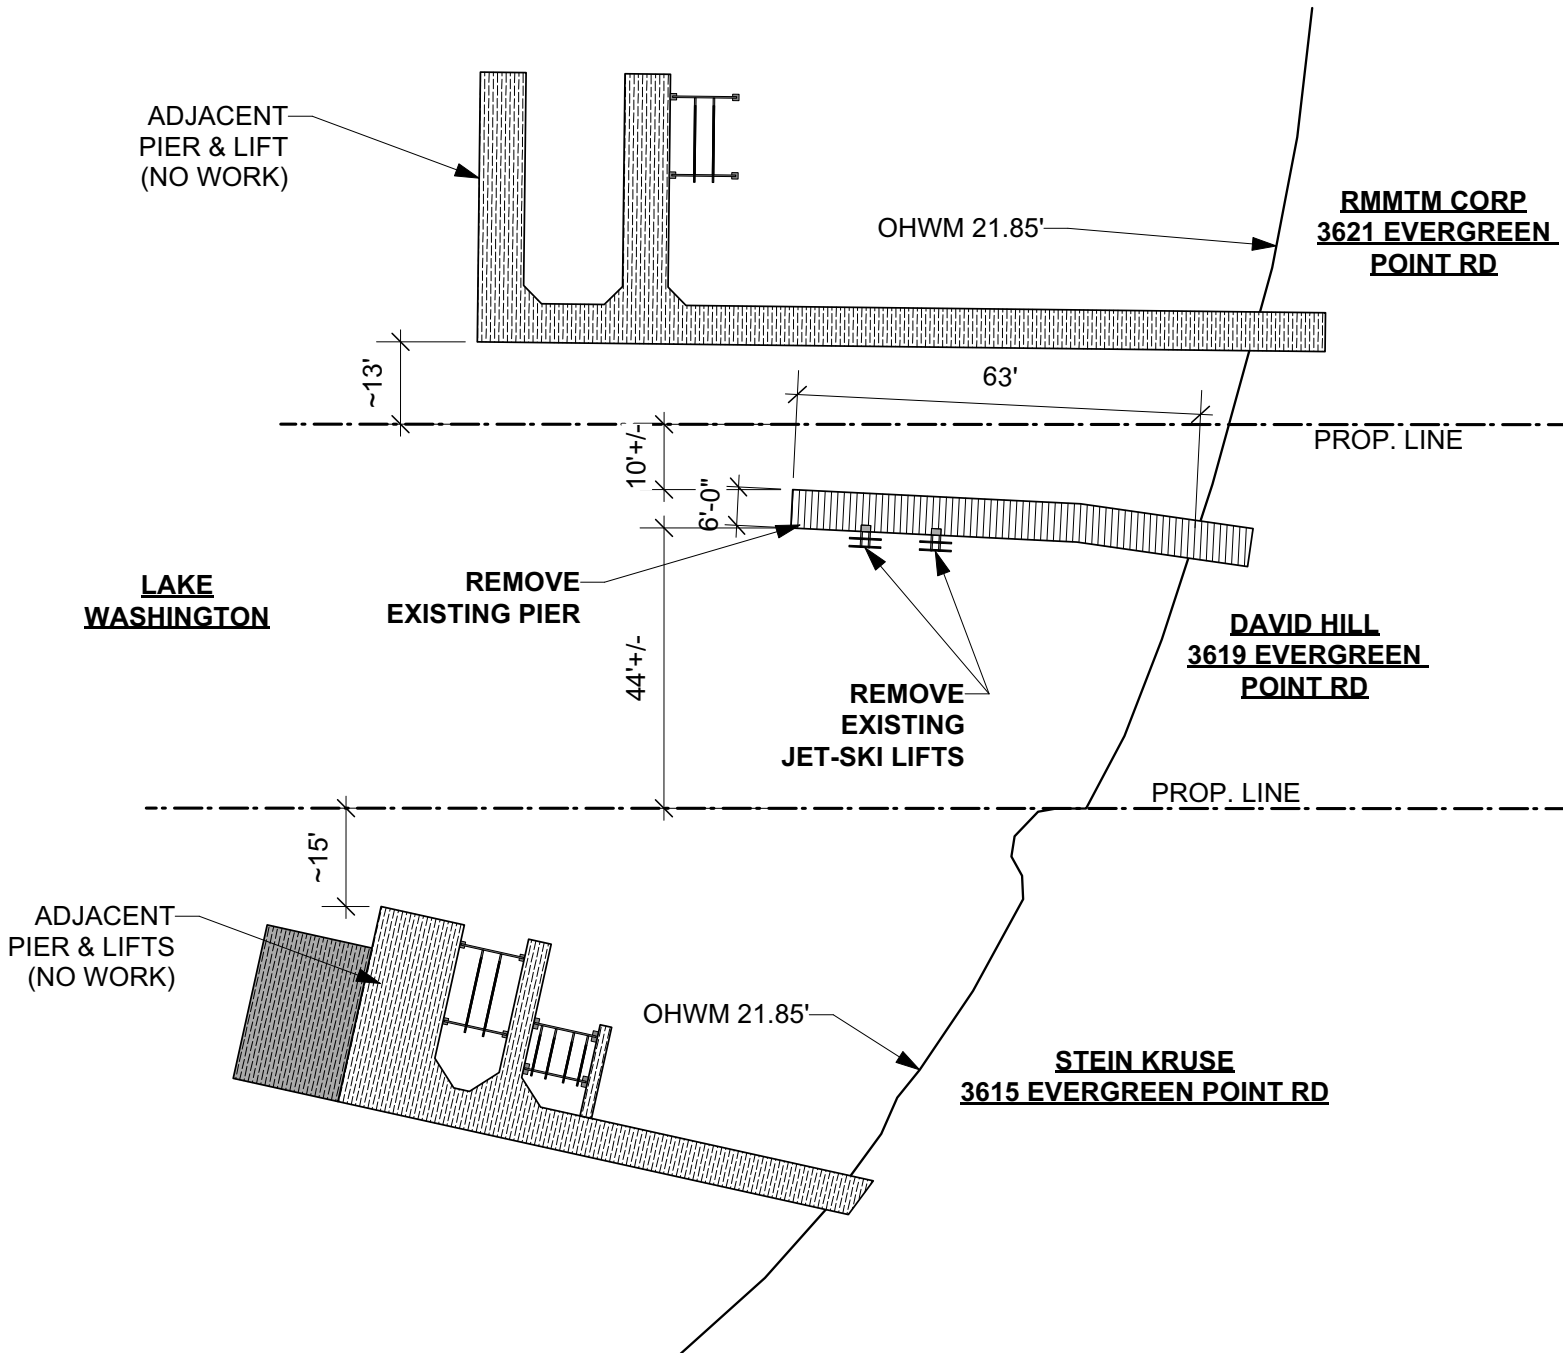 ADJACENT
PIER & LIFT
(NO WORK)
OHWM 21.85'
RMMTM CORP
3621 EVERGREEN
POINT RD
~13'
63'
PROP. LINE
10'+/-
6'-0"
LAKE
WASHINGTON
REMOVE
EXISTING PIER
44'+/-
DAVID HILL
3619 EVERGREEN
POINT RD
REMOVE
EXISTING
JET-SKI LIFTS
PROP. LINE
~15'
ADJACENT
PIER & LIFTS
(NO WORK)
OHWM 21.85'
STEIN KRUSE
3615 EVERGREEN POINT RD